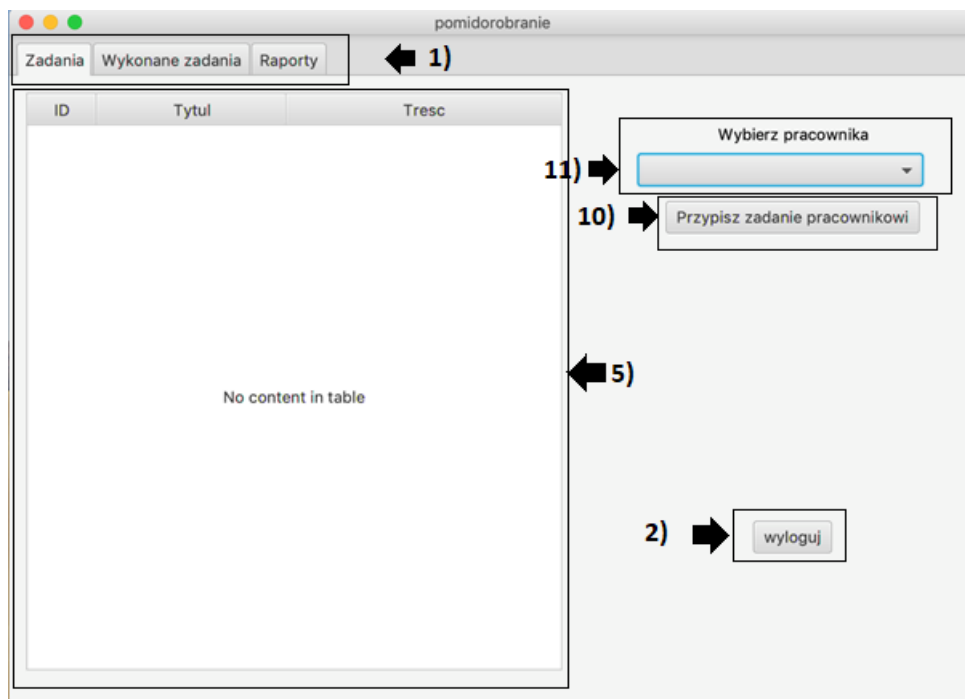 pomidorobranie
Zadania Wykonane zadania Raporty 1)
ID Tytul Tresc
Wybierz pracownika
11)
10) Przypisz zadanie pracownikowi
5)
No content in table
2) wyloguj